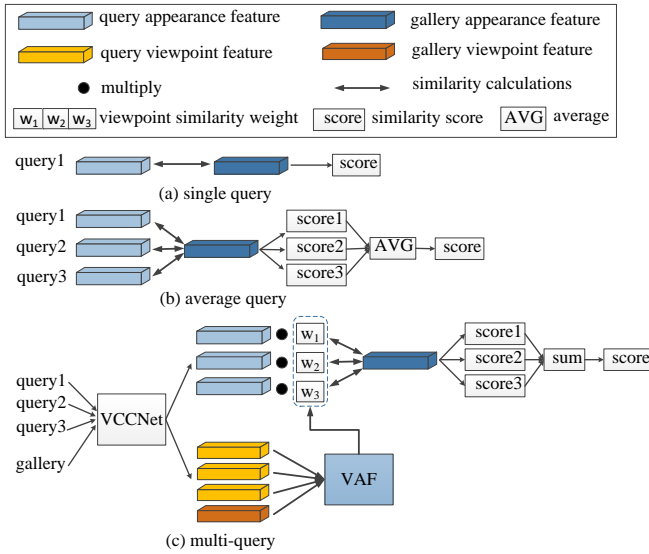 query appearance feature
gallery appearance feature
query viewpoint feature
gallery viewpoint feature
multiply
similarity calculations
w1 w2 w3 viewpoint similarity weight
score similarity score
AVG average
query1
score
(a) single query
query1
query2
query3
score1
score2
score3
AVG
score
(b) average query
query1
query2
query3
gallery
VCCNet
w1
w2
w3
score1
score2
score3
sum
score
VAF
(c) multi-query